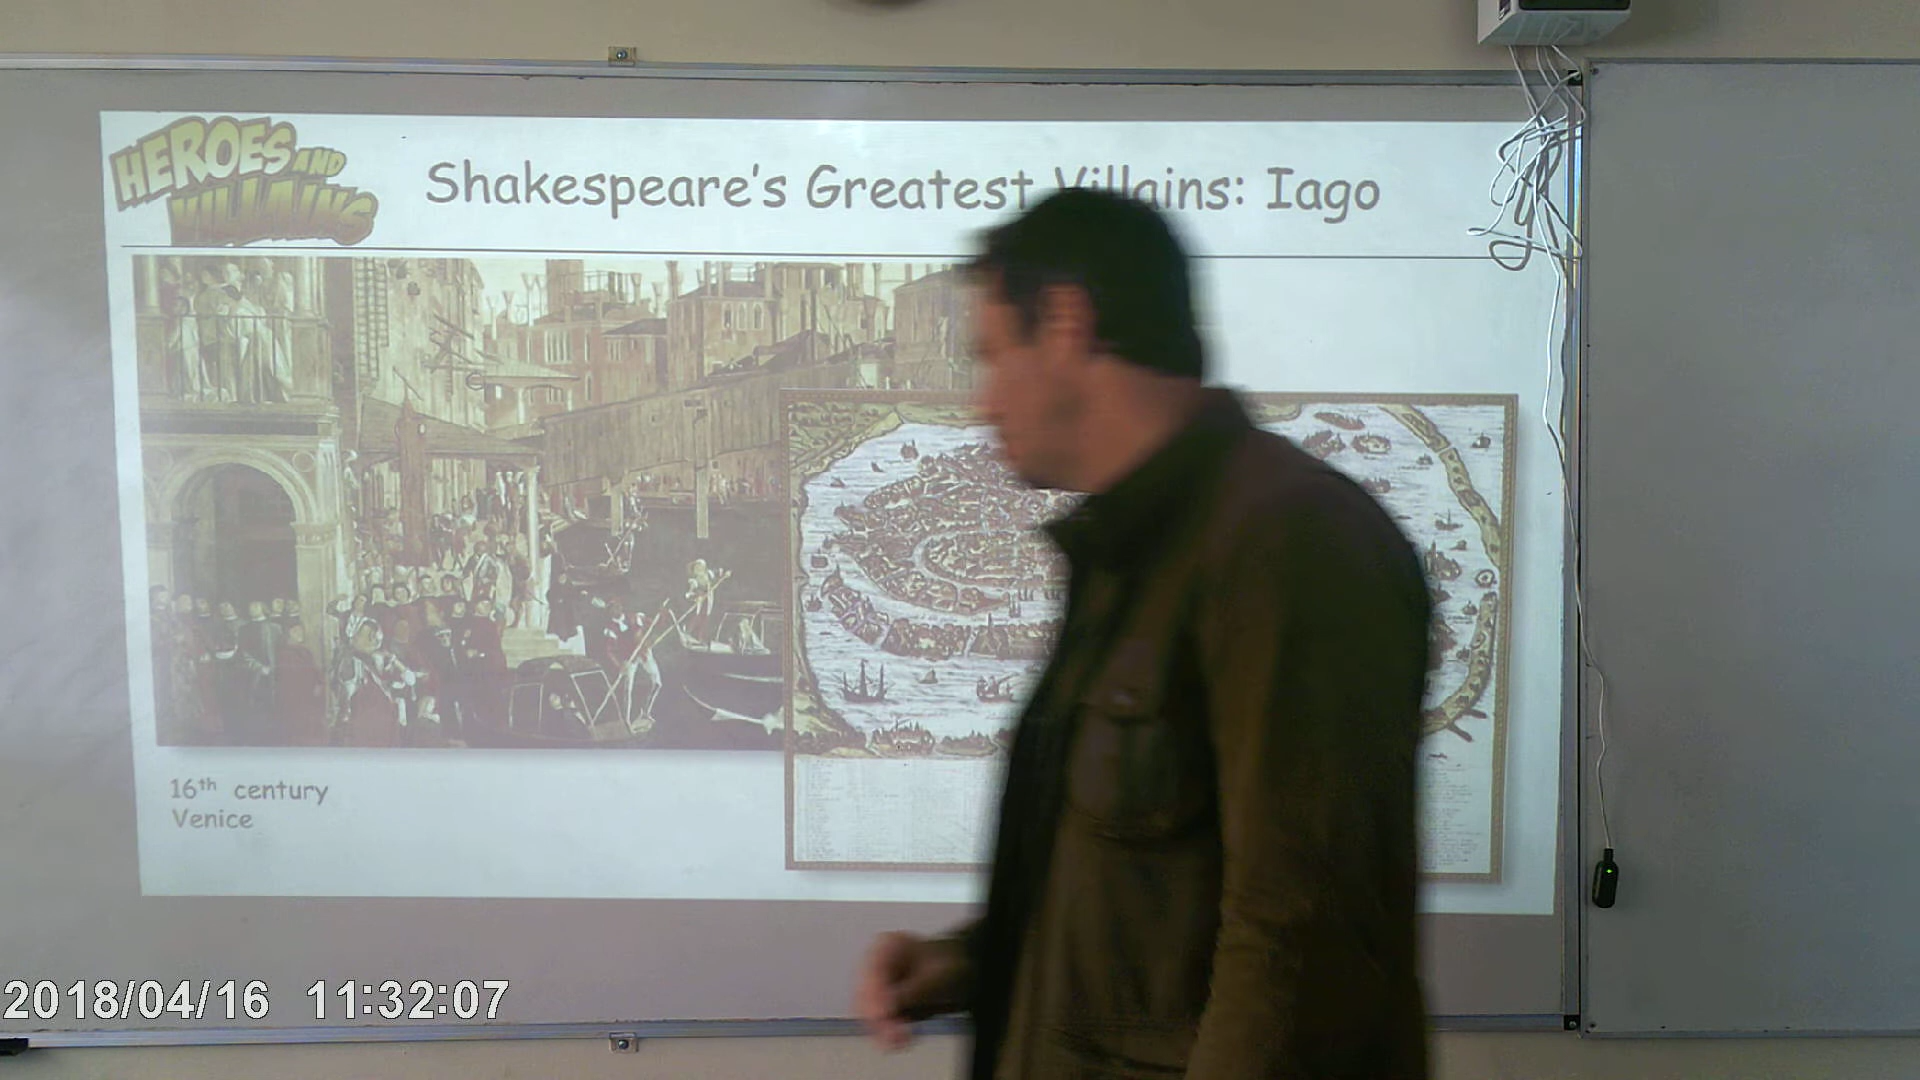 HEROES AND
VILLAINS
Shakespeare's Greatest Villains: Iago
16th century
Venice
2018/04/16 11:32:07